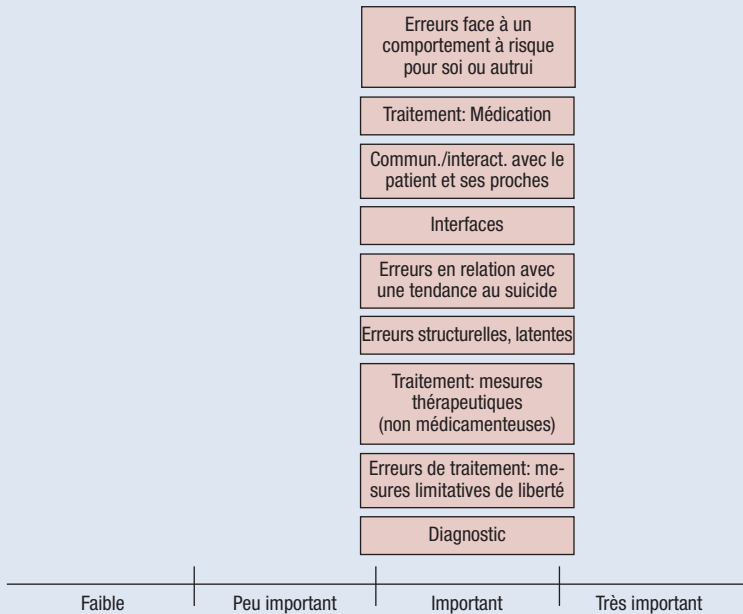 Erreurs face à un
comportement à risque
pour soi ou autrui
Traitement: Médication
Commun./interact. avec le
patient et ses proches
Interfaces
Erreurs en relation avec
une tendance au suicide
Erreurs structurelles, latentes
Traitement: mesures
thérapeutiques
(non médicamenteuses)
Erreurs de traitement: me-
sures limitatives de liberté
Diagnostic
Faible Peu important Important Très important